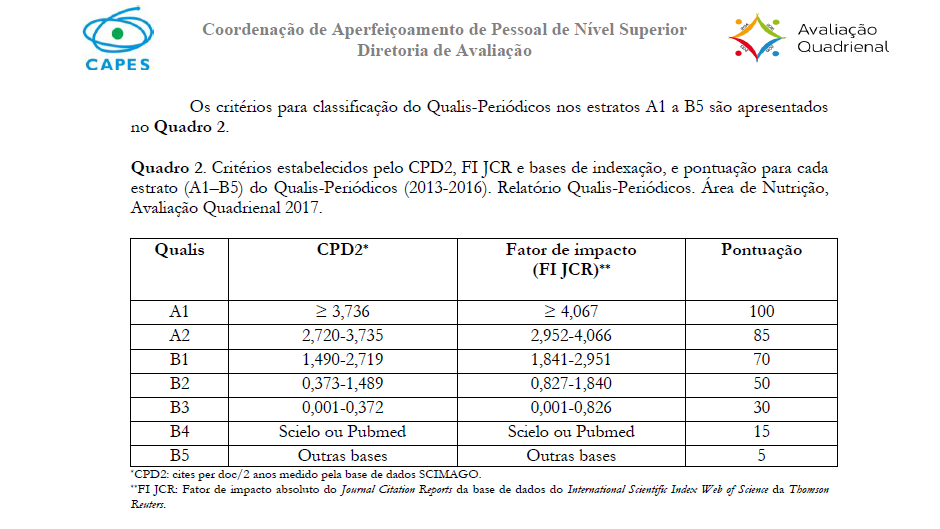 CAPES
Coordenação de Aperfeiçoamento de Pessoal de Nível Superior
Diretoria de Avaliação
Avaliação
Quadrienal
Os critérios para classificação do Qualis-Periódicos nos estratos A1 a B5 são apresentados
no Quadro 2.
Quadro 2. Critérios estabelecidos pelo CPD2, FI JCR e bases de indexação, e pontuação para cada
estrato (A1–B5) do Qualis-Periódicos (2013-2016). Relatório Qualis-Periódicos. Área de Nutrição,
Avaliação Quadrienal 2017.
Qualis CPD2* Fator de impacto Pontuação
(FI JCR)**
A1 ≥ 3,736 ≥ 4,067 100
A2 2,720-3,735 2,952-4,066 85
B1 1,490-2,719 1,841-2,951 70
B2 0,373-1,489 0,827-1,840 50
B3 0,001-0,372 0,001-0,826 30
B4 Scielo ou Pubmed Scielo ou Pubmed 15
B5 Outras bases Outras bases 5
*CPD2: cites per doc/2 anos medido pela base de dados SCIMAGO.
**FI JCR: Fator de impacto absoluto do Journal Citation Reports da base de dados do International Scientific Index Web of Science da Thomson
Reuters.